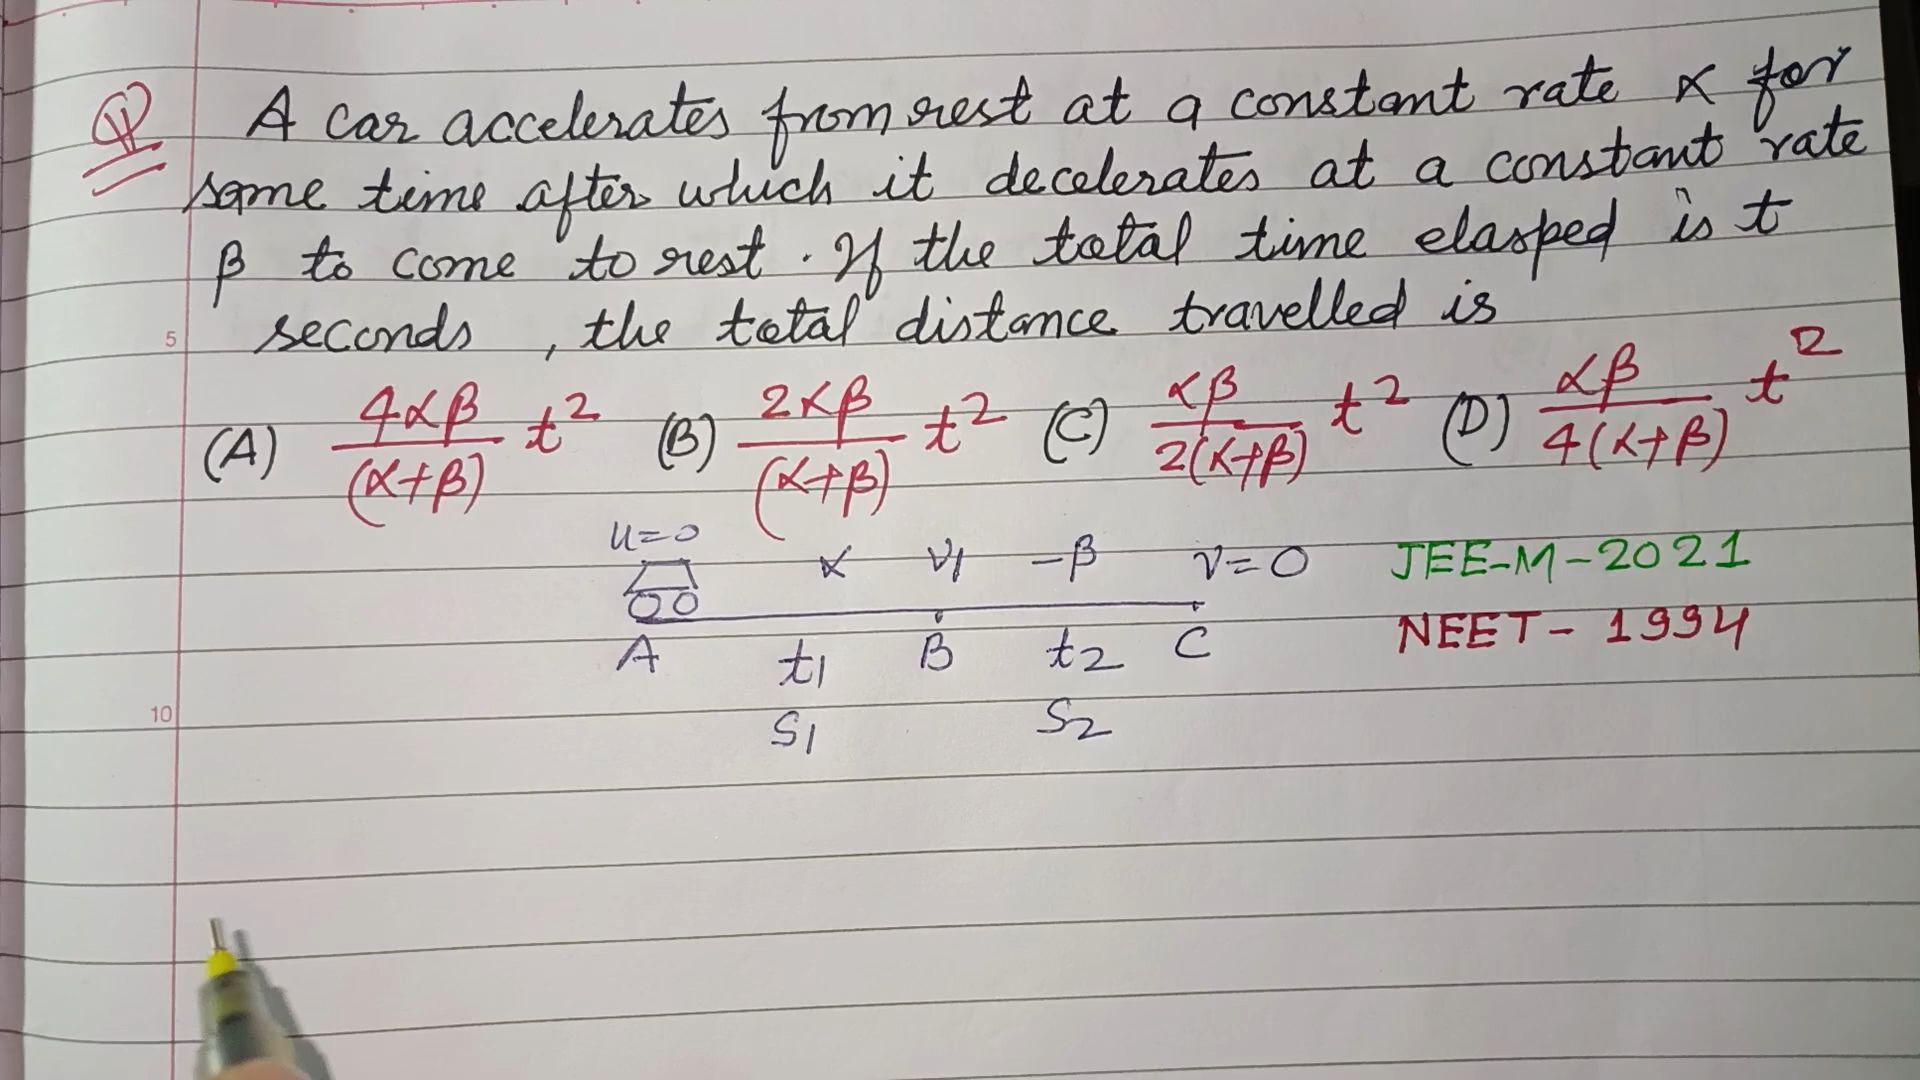 Q A car accelerates from rest at a constant rate α for
some time after which it decelerates at a constant rate
β to come to rest. If the total time elasped is t
5 seconds, the total distance travelled is
(A) 4αβ/(α+β) t² (B) 2αβ/(α+β) t² (C) αβ/2(α+β) t² (D) αβ/4(α+β) t²
u=0 α v1 -β v=0 JEE-M-2021
A t1 B t2 C NEET- 1994
10 S1 S2